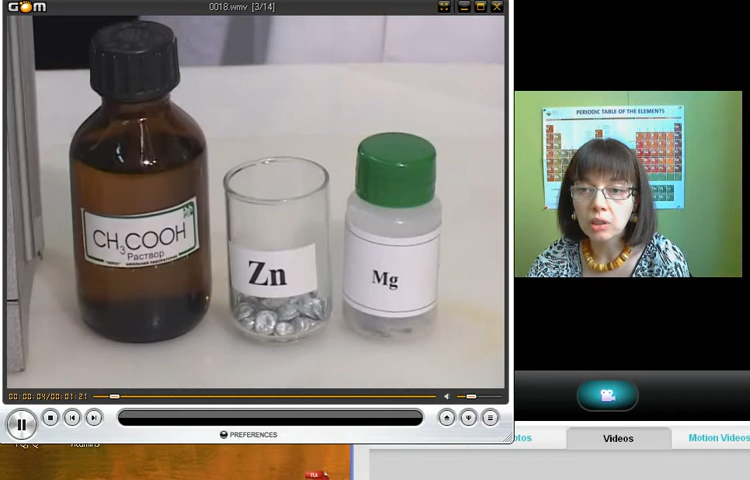 GOM
0018.wmv [3/14]
PERIODIC TABLE OF THE ELEMENTS
CH3COOH
Раствор
Zn
Mg
00:00:04/00:01:21
PREFERENCES
otos
Videos
Motion Videos